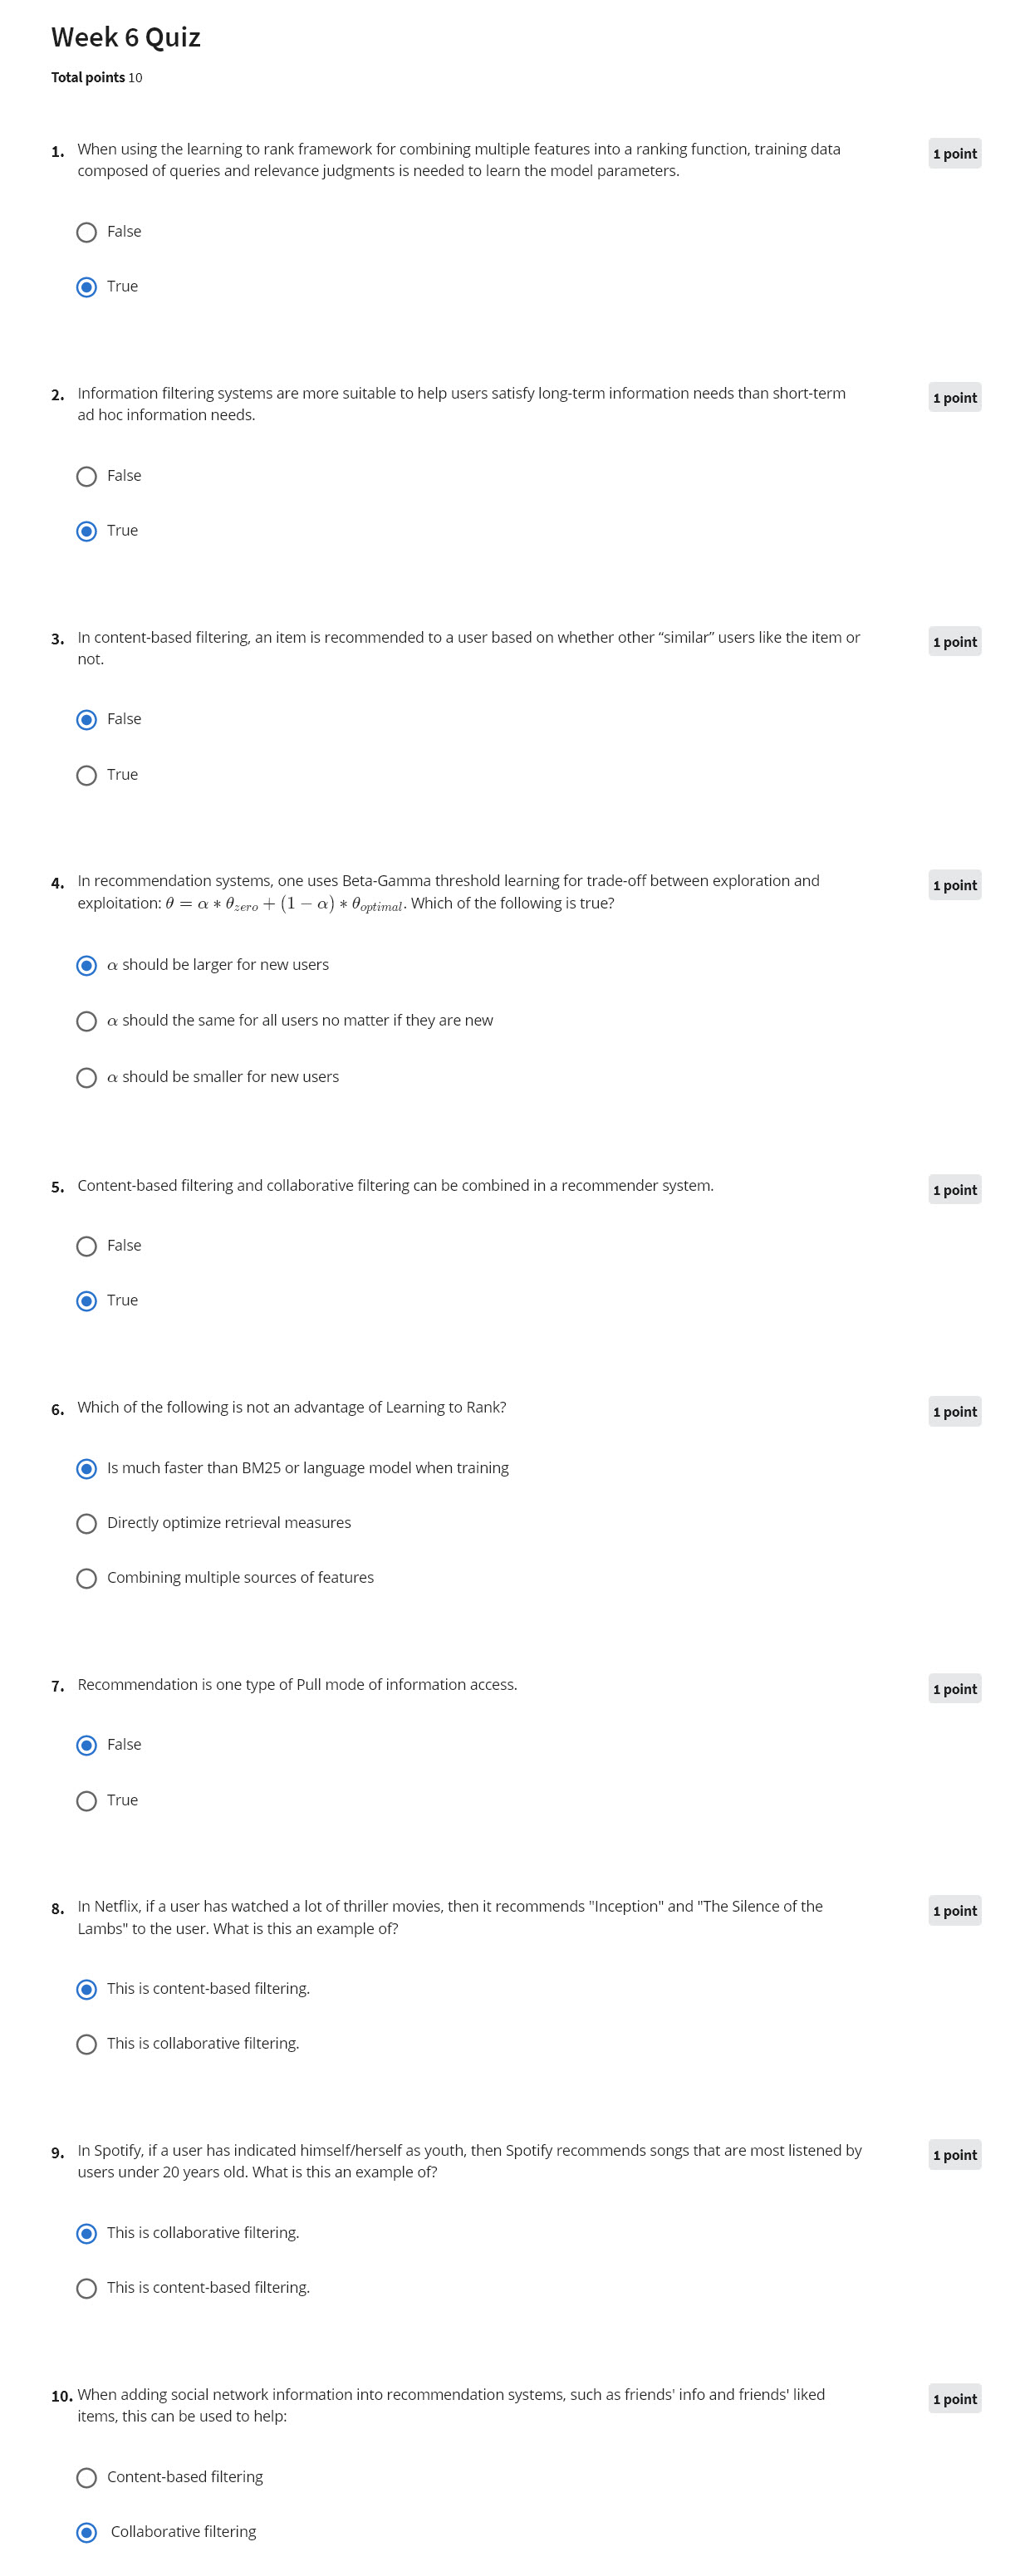 Week 6 Quiz
Total points 10
1. When using the learning to rank framework for combining multiple features into a ranking function, training data 1 point
composed of queries and relevance judgments is needed to learn the model parameters.
False
True
2. Information filtering systems are more suitable to help users satisfy long-term information needs than short-term 1 point
ad hoc information needs.
False
True
3. In content-based filtering, an item is recommended to a user based on whether other “similar” users like the item or 1 point
not.
False
True
4. In recommendation systems, one uses Beta-Gamma threshold learning for trade-off between exploration and 1 point
exploitation: θ = α ∗ θ_zero + (1 − α) ∗ θ_optimal. Which of the following is true?
α should be larger for new users
α should the same for all users no matter if they are new
α should be smaller for new users
5. Content-based filtering and collaborative filtering can be combined in a recommender system. 1 point
False
True
6. Which of the following is not an advantage of Learning to Rank? 1 point
Is much faster than BM25 or language model when training
Directly optimize retrieval measures
Combining multiple sources of features
7. Recommendation is one type of Pull mode of information access. 1 point
False
True
8. In Netflix, if a user has watched a lot of thriller movies, then it recommends "Inception" and "The Silence of the 1 point
Lambs" to the user. What is this an example of?
This is content-based filtering.
This is collaborative filtering.
9. In Spotify, if a user has indicated himself/herself as youth, then Spotify recommends songs that are most listened by 1 point
users under 20 years old. What is this an example of?
This is collaborative filtering.
This is content-based filtering.
10. When adding social network information into recommendation systems, such as friends' info and friends' liked 1 point
items, this can be used to help:
Content-based filtering
Collaborative filtering